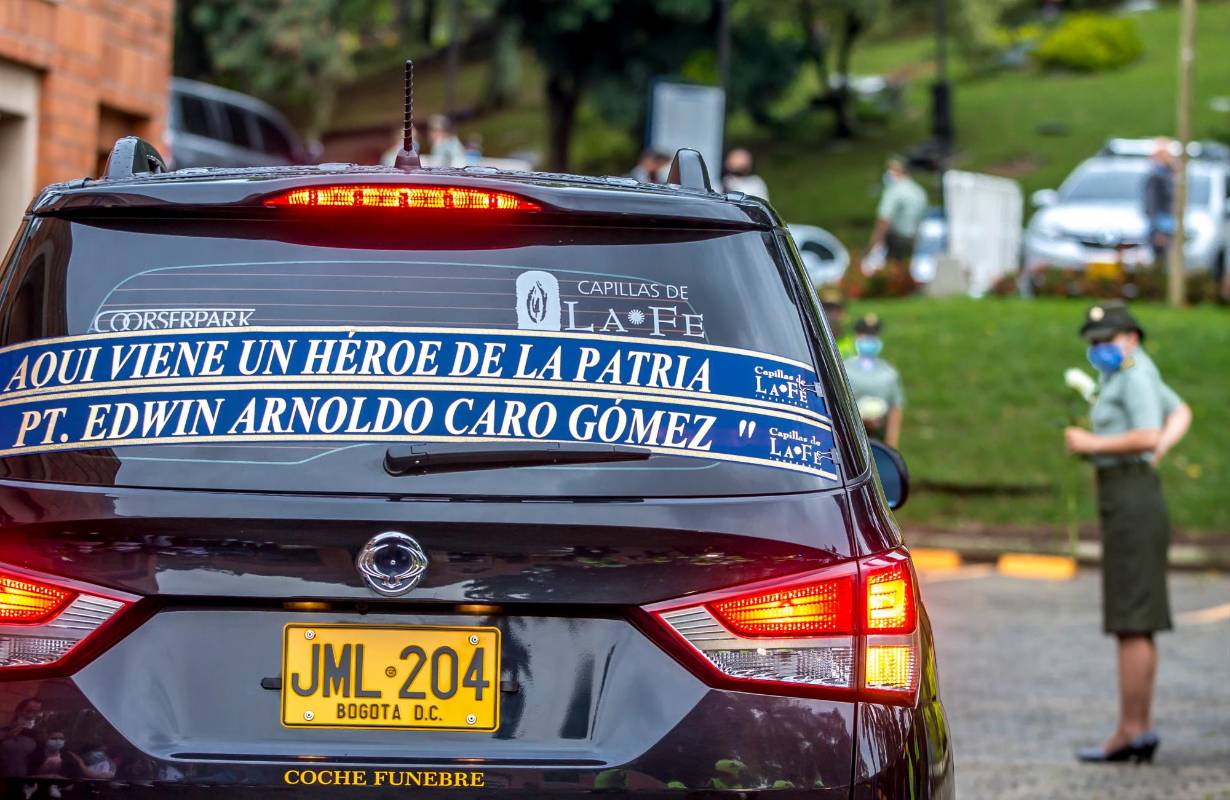 COORSERPARK
CAPILLAS DE
LA FE
AQUI VIENE UN HÉROE DE LA PATRIA
Capillas de
LA FE
PT. EDWIN ARNOLDO CARO GÓMEZ "
Capillas de
LA FE
JML 204
BOGOTA D.C.
COCHE FUNEBRE